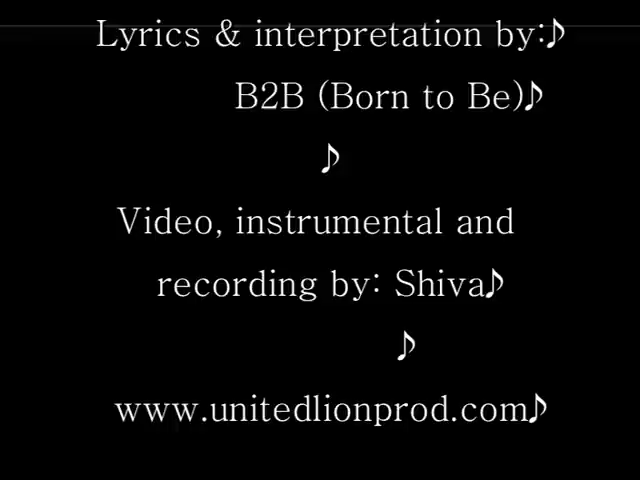 Lyrics & interpretation by:♪
B2B (Born to Be)♪
♪
Video, instrumental and
recording by: Shiva♪
♪
www.unitedlionprod.com♪